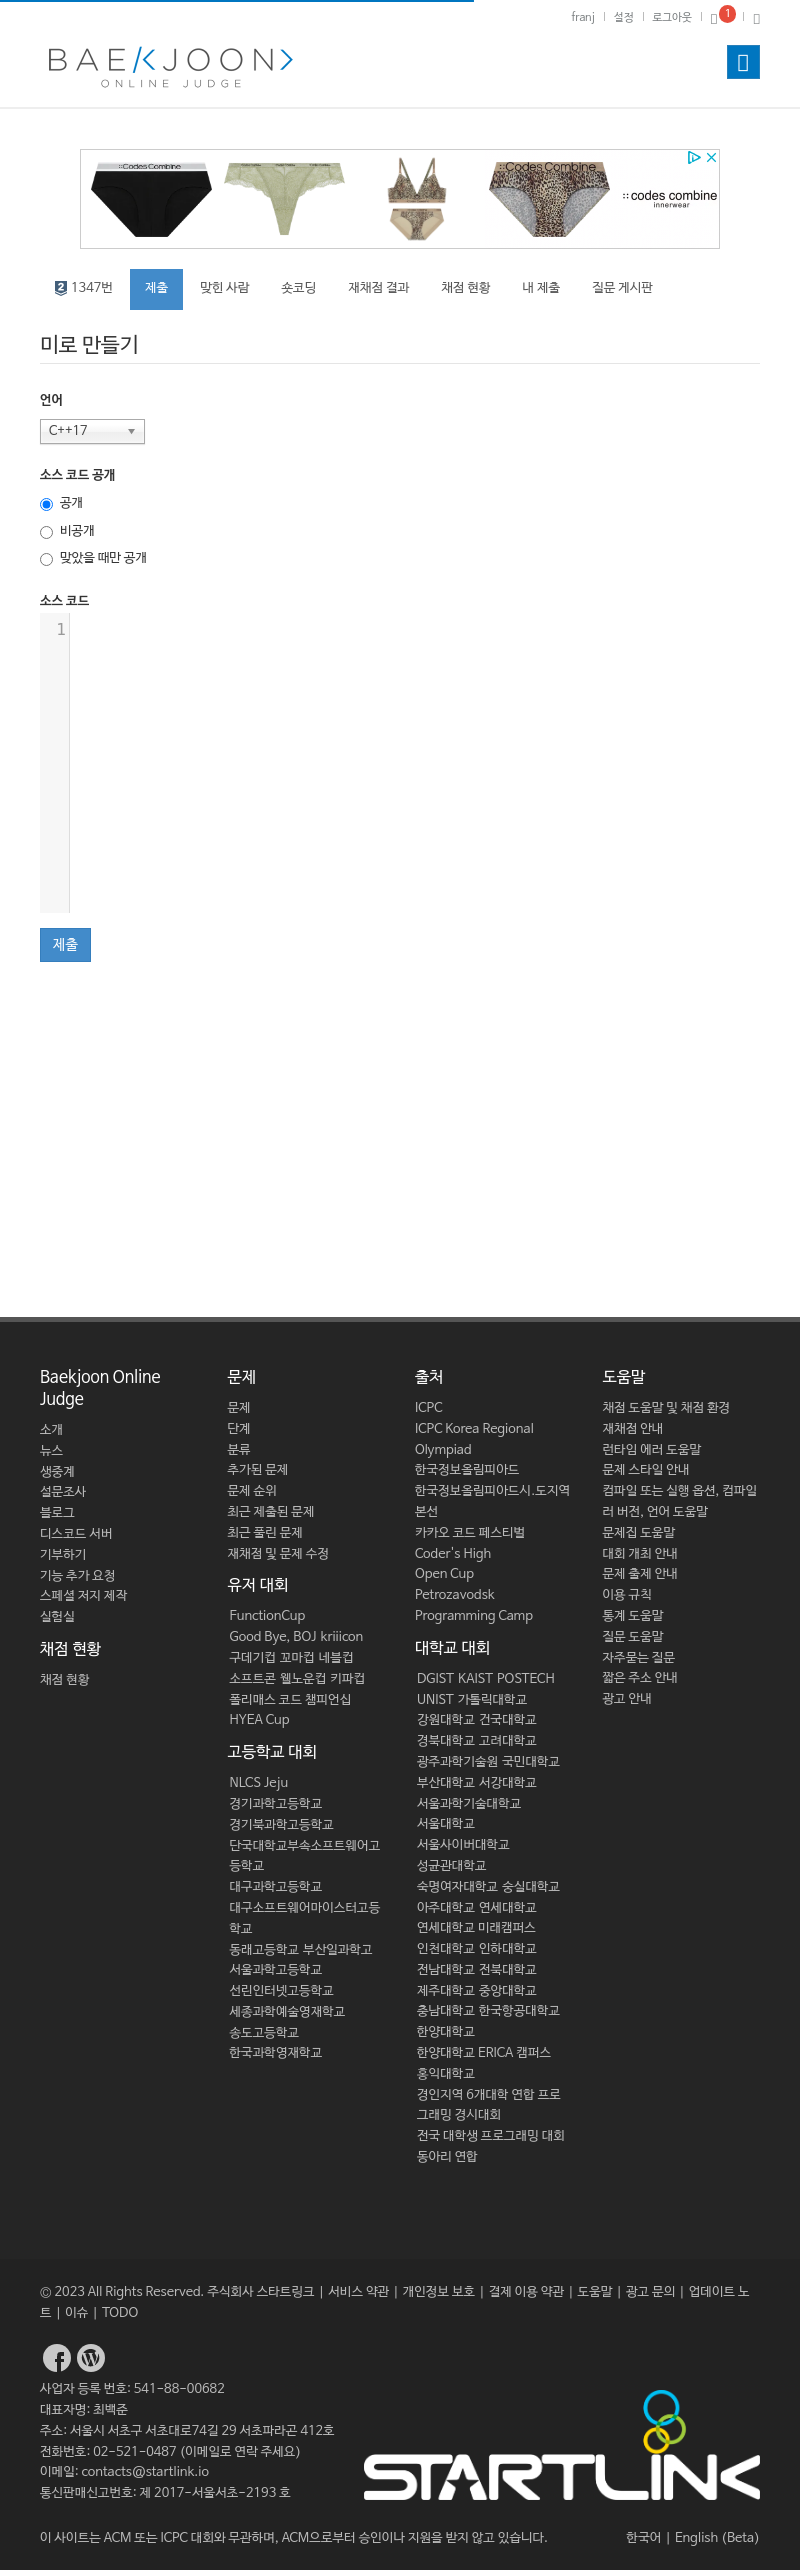 franj
설정
로그아웃
1
BAEKJOON
ONLINE JUDGE
Codes Combine
Codes Combine
codes combine
innerwear
2 1347번
제출
맞힌 사람
숏코딩
재채점 결과
채점 현황
내 제출
질문 게시판
미로 만들기
언어
C++17
소스 코드 공개
공개
비공개
맞았을 때만 공개
소스 코드
1
제출
Baekjoon Online
Judge
소개
뉴스
생중계
설문조사
블로그
디스코드 서버
기부하기
기능 추가 요청
스페셜 저지 제작
실험실
채점 현황
채점 현황
문제
문제
단계
분류
추가된 문제
문제 순위
최근 제출된 문제
최근 풀린 문제
재채점 및 문제 수정
유저 대회
FunctionCup
Good Bye, BOJ kriiicon
구데기컵 꼬마컵 네블컵
소프트콘 웰노운컵 키파컵
폴리매스 코드 챔피언십
HYEA Cup
고등학교 대회
NLCS Jeju
경기과학고등학교
경기북과학고등학교
단국대학교부속소프트웨어고
등학교
대구과학고등학교
대구소프트웨어마이스터고등
학교
동래고등학교 부산일과학고
서울과학고등학교
선린인터넷고등학교
세종과학예술영재학교
송도고등학교
한국과학영재학교
출처
ICPC
ICPC Korea Regional
Olympiad
한국정보올림피아드
한국정보올림피아드시.도지역
본선
카카오 코드 페스티벌
Coder's High
Open Cup
Petrozavodsk
Programming Camp
대학교 대회
DGIST KAIST POSTECH
UNIST 가톨릭대학교
강원대학교 건국대학교
경북대학교 고려대학교
광주과학기술원 국민대학교
부산대학교 서강대학교
서울과학기술대학교
서울대학교
서울사이버대학교
성균관대학교
숙명여자대학교 숭실대학교
아주대학교 연세대학교
연세대학교 미래캠퍼스
인천대학교 인하대학교
전남대학교 전북대학교
제주대학교 중앙대학교
충남대학교 한국항공대학교
한양대학교
한양대학교 ERICA 캠퍼스
홍익대학교
경인지역 6개대학 연합 프로
그래밍 경시대회
전국 대학생 프로그래밍 대회
동아리 연합
도움말
채점 도움말 및 채점 환경
재채점 안내
런타임 에러 도움말
문제 스타일 안내
컴파일 또는 실행 옵션, 컴파일
러 버전, 언어 도움말
문제집 도움말
대회 개최 안내
문제 출제 안내
이용 규칙
통계 도움말
질문 도움말
자주묻는 질문
짧은 주소 안내
광고 안내
© 2023 All Rights Reserved. 주식회사 스타트링크 | 서비스 약관 | 개인정보 보호 | 결제 이용 약관 | 도움말 | 광고 문의 | 업데이트 노
트 | 이슈 | TODO
사업자 등록 번호: 541-88-00682
대표자명: 최백준
주소: 서울시 서초구 서초대로74길 29 서초파라곤 412호
전화번호: 02-521-0487 (이메일로 연락 주세요)
이메일: contacts@startlink.io
통신판매신고번호: 제 2017-서울서초-2193 호
STARTLINK
이 사이트는 ACM 또는 ICPC 대회와 무관하며, ACM으로부터 승인이나 지원을 받지 않고 있습니다.
한국어 | English (Beta)